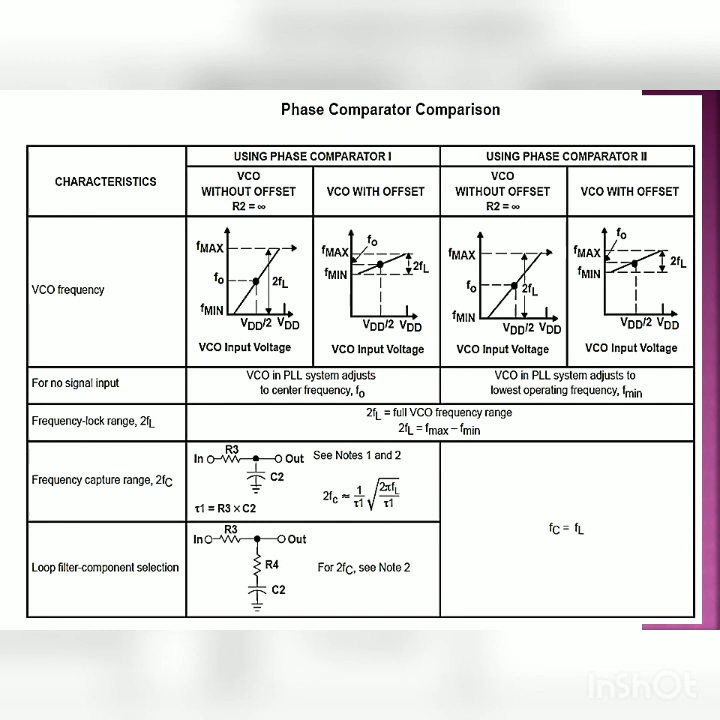 Phase Comparator Comparison
CHARACTERISTICS
USING PHASE COMPARATOR I
USING PHASE COMPARATOR II
VCO
WITHOUT OFFSET
R2 = ∞
VCO WITH OFFSET
VCO
WITHOUT OFFSET
R2 = ∞
VCO WITH OFFSET
VCO frequency
fMAX
fo
fMIN
2fL
VDD/2 VDD
VCO Input Voltage
fo
fMAX
fMIN
2fL
VDD/2 VDD
VCO Input Voltage
fMAX
fo
fMIN
2fL
VDD/2 VDD
VCO Input Voltage
fo
fMAX
fMIN
2fL
VDD/2 VDD
VCO Input Voltage
For no signal input
VCO in PLL system adjusts
to center frequency, fo
VCO in PLL system adjusts to
lowest operating frequency, fmin
Frequency-lock range, 2fL
2fL = full VCO frequency range
2fL = fmax – fmin
Frequency capture range, 2fC
R3
In
Out
C2
τ1 = R3 × C2
See Notes 1 and 2
2fC ≈ 1/τ1 √(2πfL/τ1)
fC = fL
Loop filter-component selection
R3
In
Out
R4
C2
For 2fC, see Note 2
InShOt